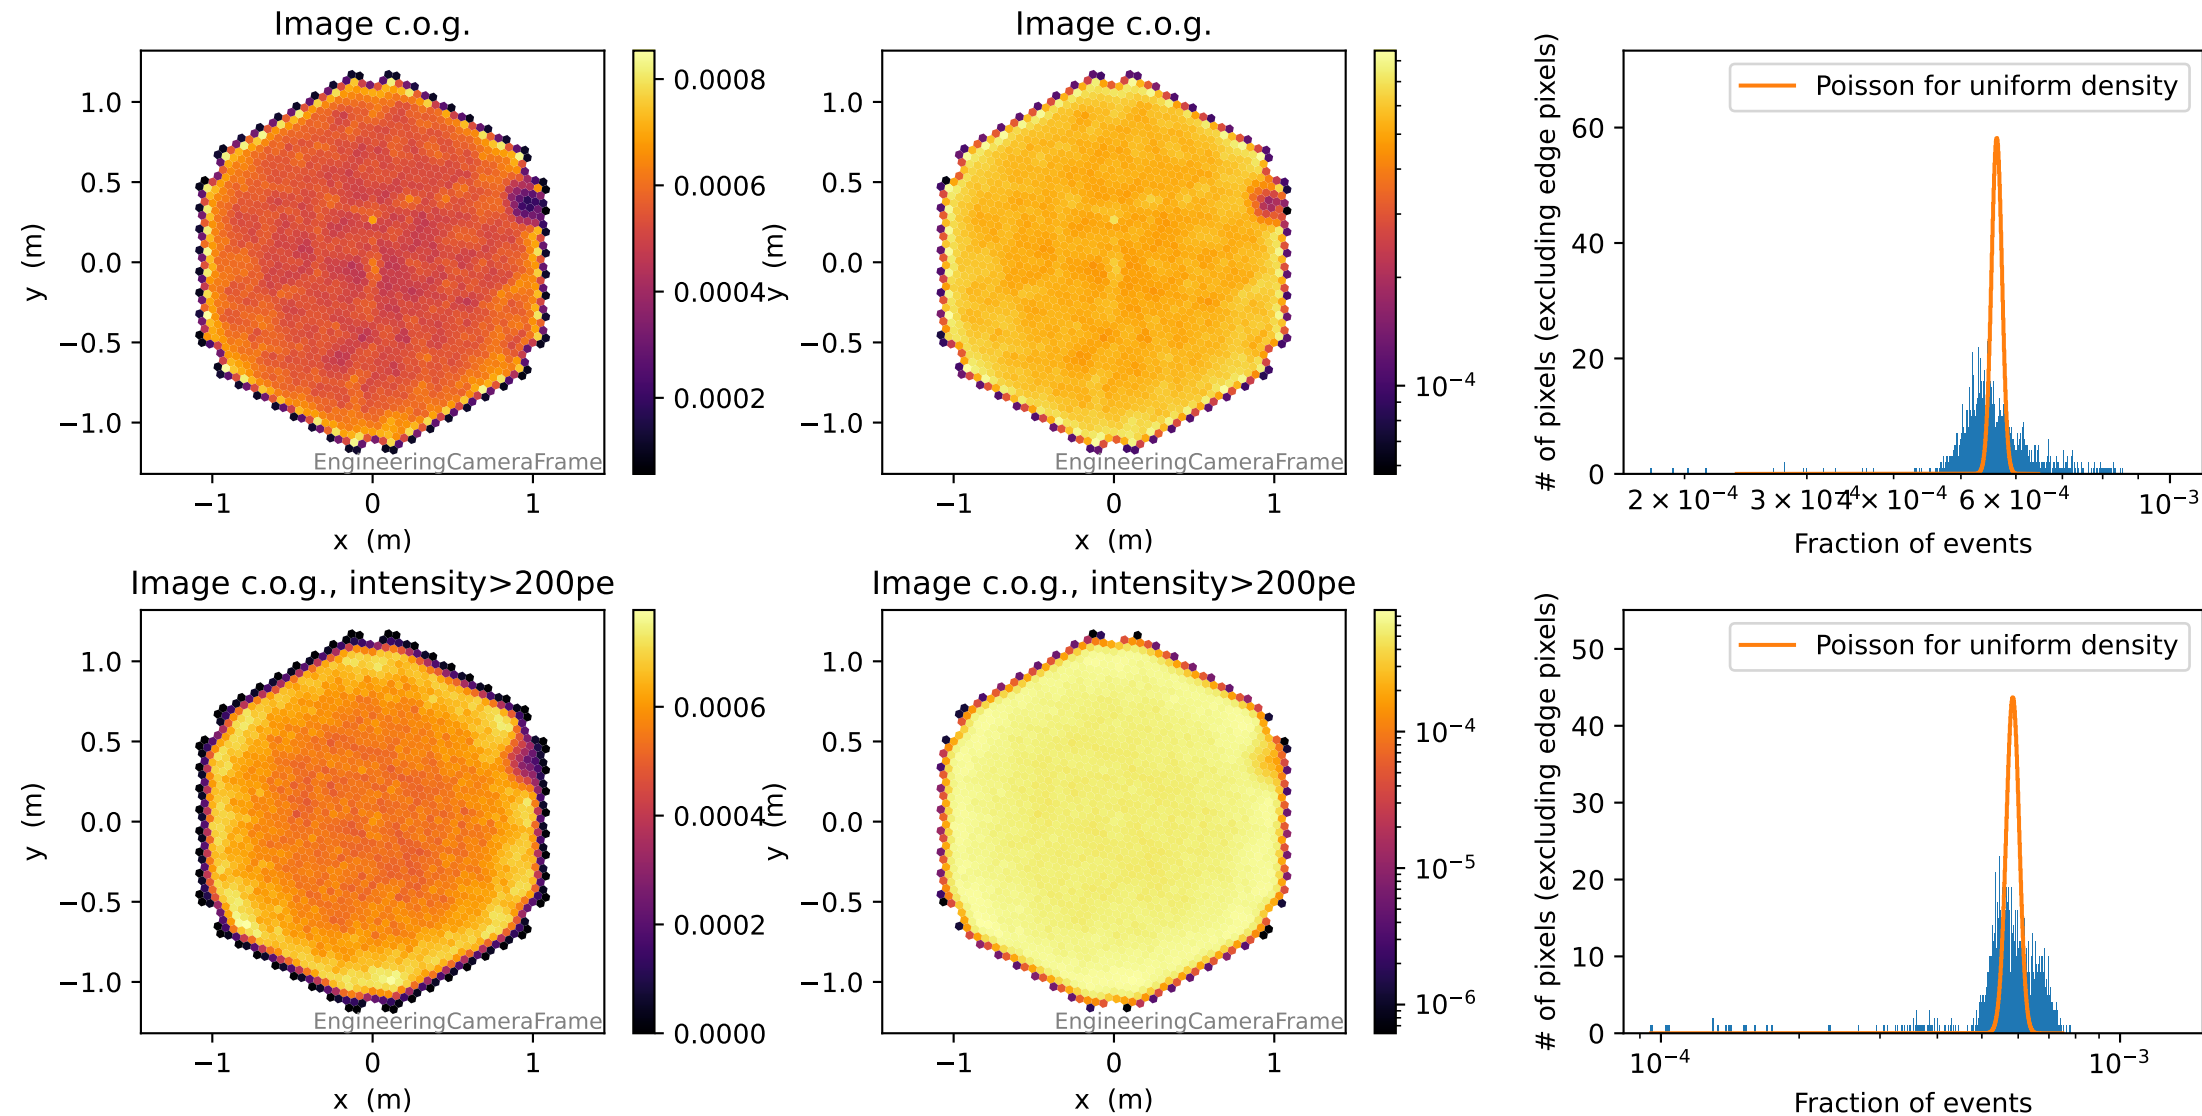 Image c.o.g.
1.0
0.5
0.0
−0.5
−1.0
y (m)
−1
0
1
x (m)
EngineeringCameraFrame
0.0008
0.0006
0.0004
0.0002
Image c.o.g.
1.0
0.5
0.0
−0.5
−1.0
y (m)
−1
0
1
x (m)
EngineeringCameraFrame
10⁻⁴
Poisson for uniform density
# of pixels (excluding edge pixels)
60
40
20
0
2 × 10⁻⁴
3 × 10⁻⁴
4 × 10⁻⁴
6 × 10⁻⁴
10⁻³
Fraction of events
Image c.o.g., intensity>200pe
1.0
0.5
0.0
−0.5
−1.0
y (m)
−1
0
1
x (m)
EngineeringCameraFrame
0.0006
0.0004
0.0002
0.0000
Image c.o.g., intensity>200pe
1.0
0.5
0.0
−0.5
−1.0
y (m)
−1
0
1
x (m)
EngineeringCameraFrame
10⁻⁴
10⁻⁵
10⁻⁶
Poisson for uniform density
# of pixels (excluding edge pixels)
50
40
30
20
10
0
10⁻⁴
10⁻³
Fraction of events